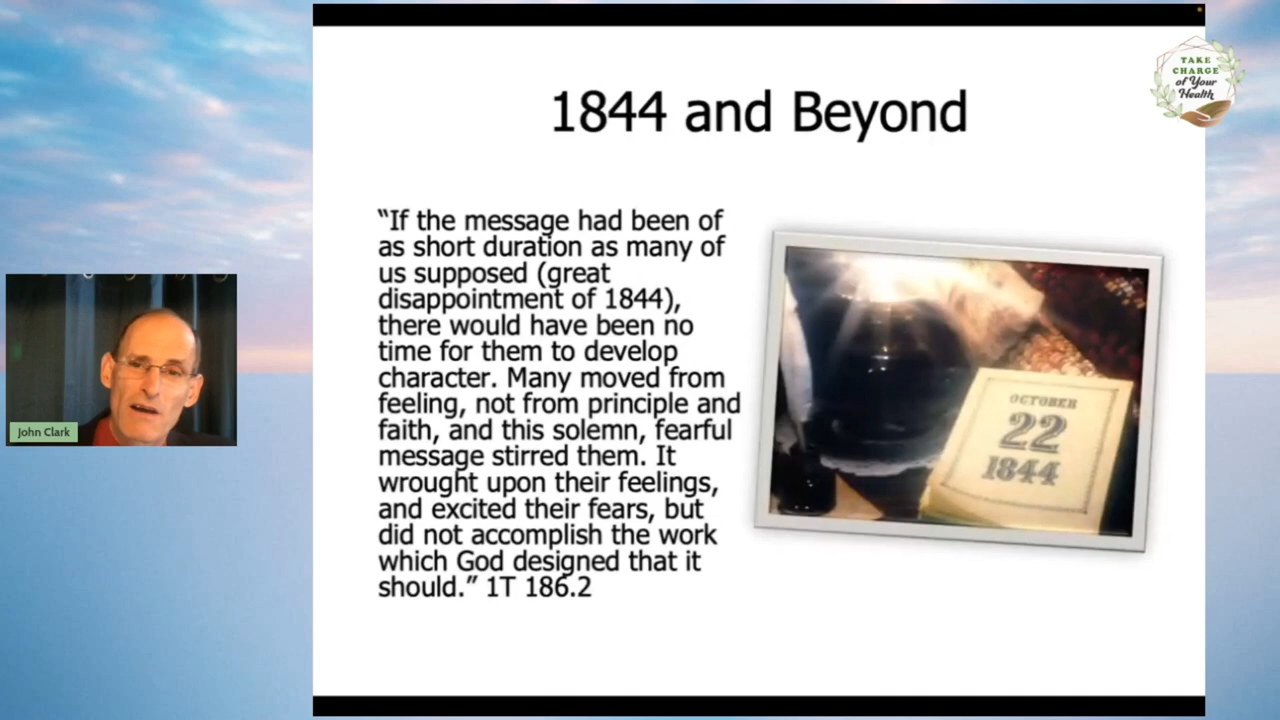 1844 and Beyond
“If the message had been of
as short duration as many of
us supposed (great
disappointment of 1844),
there would have been no
time for them to develop
character. Many moved from
feeling, not from principle and
faith, and this solemn, fearful
message stirred them. It
wrought upon their feelings,
and excited their fears, but
did not accomplish the work
which God designed that it
should.” 1T 186.2
OCTOBER
22
1844
John Clark
TAKE
CHARGE
of Your
Health